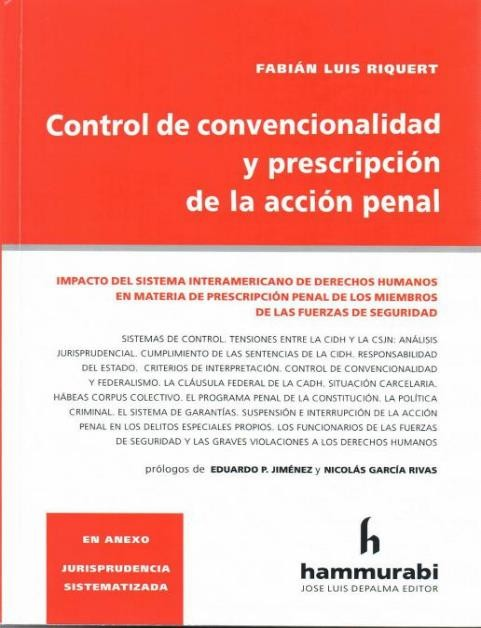 FABIÁN LUIS RIQUERT
Control de convencionalidad
y prescripción
de la acción penal
IMPACTO DEL SISTEMA INTERAMERICANO DE DERECHOS HUMANOS
EN MATERIA DE PRESCRIPCIÓN PENAL DE LOS MIEMBROS
DE LAS FUERZAS DE SEGURIDAD
SISTEMAS DE CONTROL. TENSIONES ENTRE LA CIDH Y LA CSJN: ANÁLISIS
JURISPRUDENCIAL. CUMPLIMIENTO DE LAS SENTENCIAS DE LA CIDH. RESPONSABILIDAD
DEL ESTADO. CRITERIOS DE INTERPRETACIÓN. CONTROL DE CONVENCIONALIDAD
Y FEDERALISMO. LA CLÁUSULA FEDERAL DE LA CADH. SITUACIÓN CARCELARIA.
HÁBEAS CORPUS COLECTIVO. EL PROGRAMA PENAL DE LA CONSTITUCIÓN. LA POLÍTICA
CRIMINAL. EL SISTEMA DE GARANTÍAS. SUSPENSIÓN E INTERRUPCIÓN DE LA ACCIÓN
PENAL EN LOS DELITOS ESPECIALES PROPIOS. LOS FUNCIONARIOS DE LAS FUERZAS
DE SEGURIDAD Y LAS GRAVES VIOLACIONES A LOS DERECHOS HUMANOS
prólogos de EDUARDO P. JIMÉNEZ y NICOLÁS GARCÍA RIVAS
EN ANEXO
JURISPRUDENCIA
SISTEMATIZADA
h
hammurabi
JOSE LUIS DEPALMA EDITOR